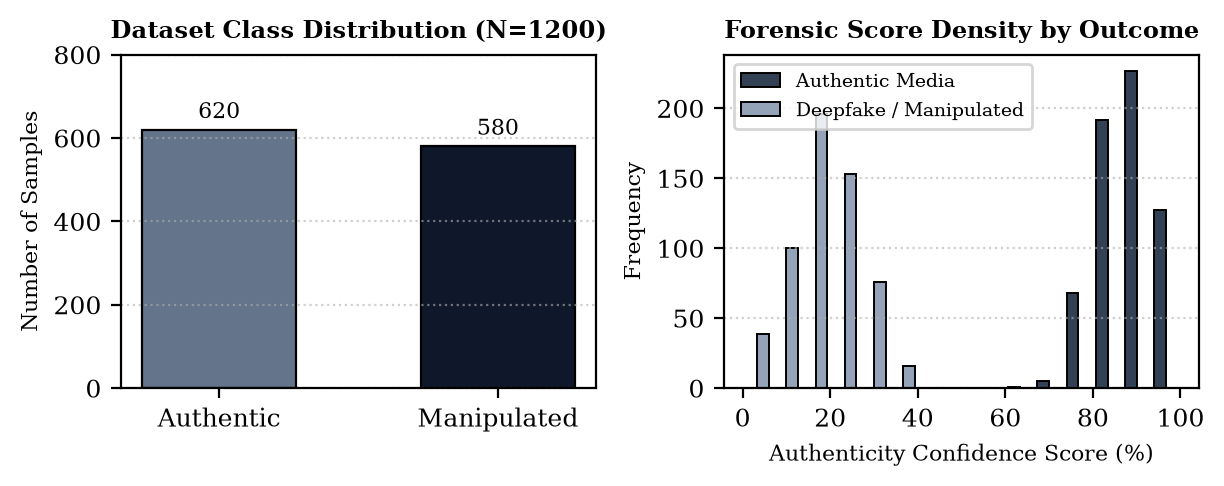 Dataset Class Distribution (N=1200)
Number of Samples
800
600
400
200
0
620
580
Authentic
Manipulated
Forensic Score Density by Outcome
Authentic Media
Deepfake / Manipulated
Frequency
200
150
100
50
0
0 20 40 60 80 100
Authenticity Confidence Score (%)